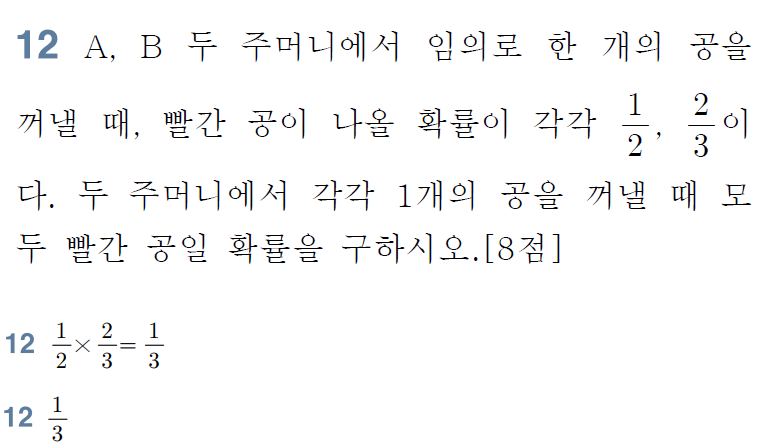 12 A, B 두 주머니에서 임의로 한 개의 공을
꺼낼 때, 빨간 공이 나올 확률이 각각 1/2, 2/3이
다. 두 주머니에서 각각 1개의 공을 꺼낼 때 모
두 빨간 공일 확률을 구하시오.[8점]
12 1/2 × 2/3 = 1/3
12 1/3